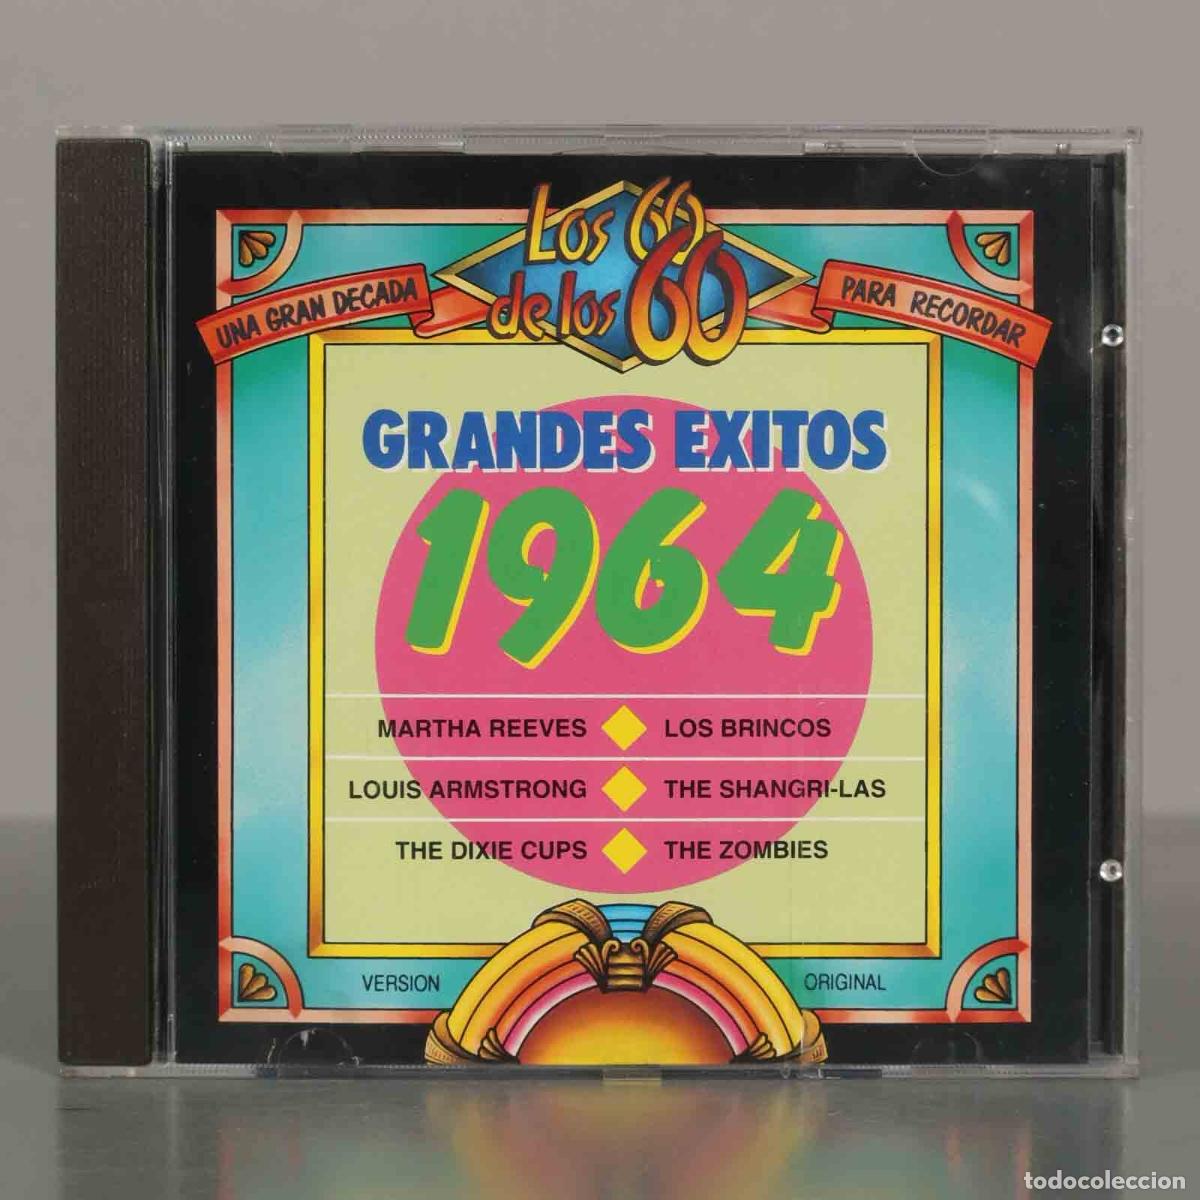 Los 60
de los 60
UNA GRAN DECADA PARA RECORDAR
GRANDES EXITOS
1964
MARTHA REEVES LOS BRINCOS
LOUIS ARMSTRONG THE SHANGRI-LAS
THE DIXIE CUPS THE ZOMBIES
VERSION ORIGINAL
todocoleccion